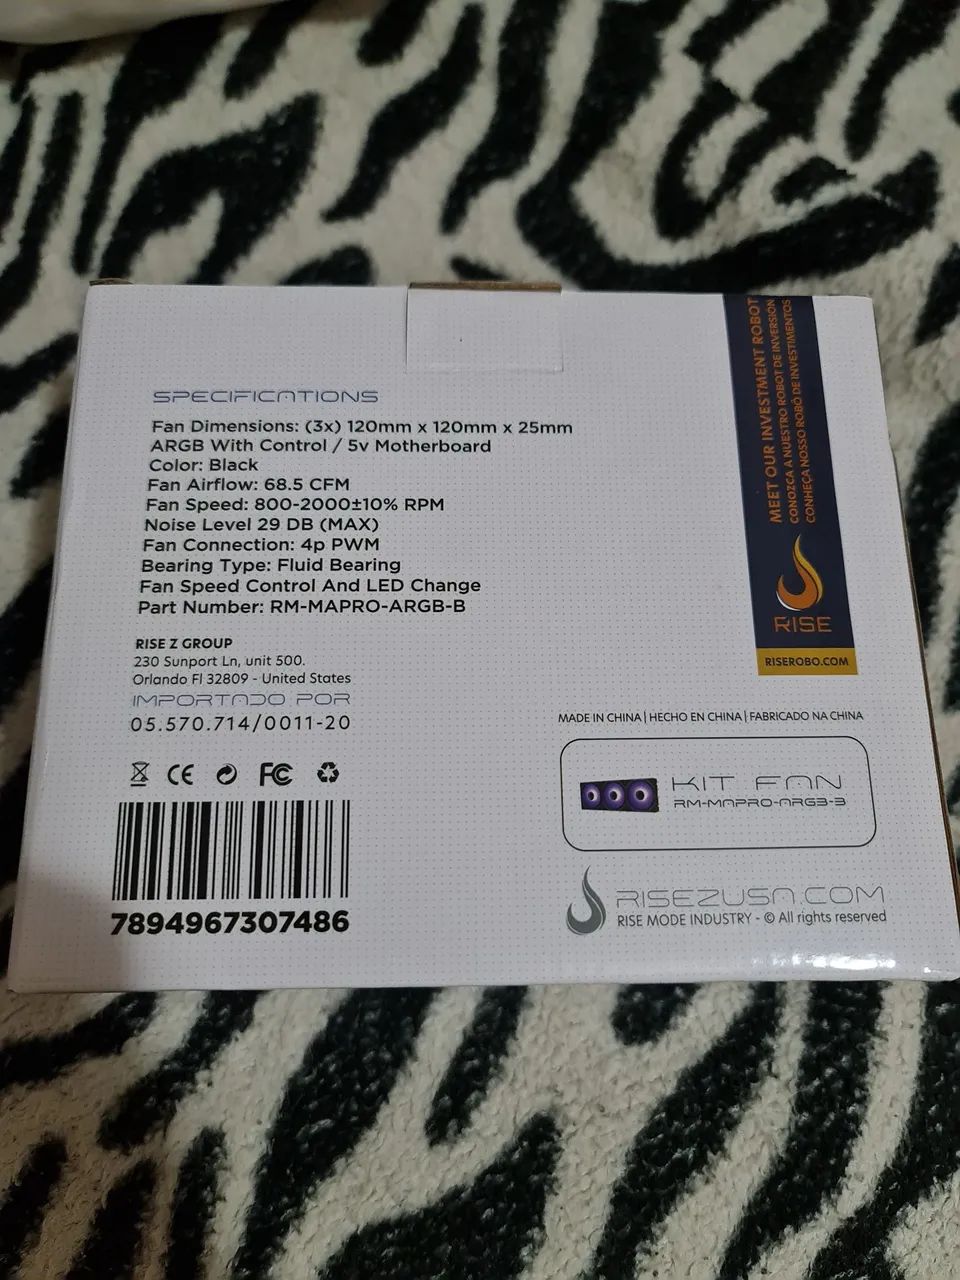 SPECIFICATIONS
Fan Dimensions: (3x) 120mm x 120mm x 25mm
ARGB With Control / 5v Motherboard
Color: Black
Fan Airflow: 68.5 CFM
Fan Speed: 800-2000±10% RPM
Noise Level 29 DB (MAX)
Fan Connection: 4p PWM
Bearing Type: Fluid Bearing
Fan Speed Control And LED Change
Part Number: RM-MAPRO-ARGB-B
RISE Z GROUP
230 Sunport Ln, unit 500.
Orlando Fl 32809 - United States
IMPORTADO POR
05.570.714/0011-20
CE FC
7894967307486
MEET OUR INVESTMENT ROBOT
CONOZCA A NUESTRO ROBOT DE INVERSIÓN
CONHEÇA NOSSO ROBÔ DE INVESTIMENTOS
RISE
RISEROBO.COM
MADE IN CHINA | HECHO EN CHINA | FABRICADO NA CHINA
KIT FAN
RM-MAPRO-ARGB-B
RISEZUSA.COM
RISE MODE INDUSTRY - © All rights reserved